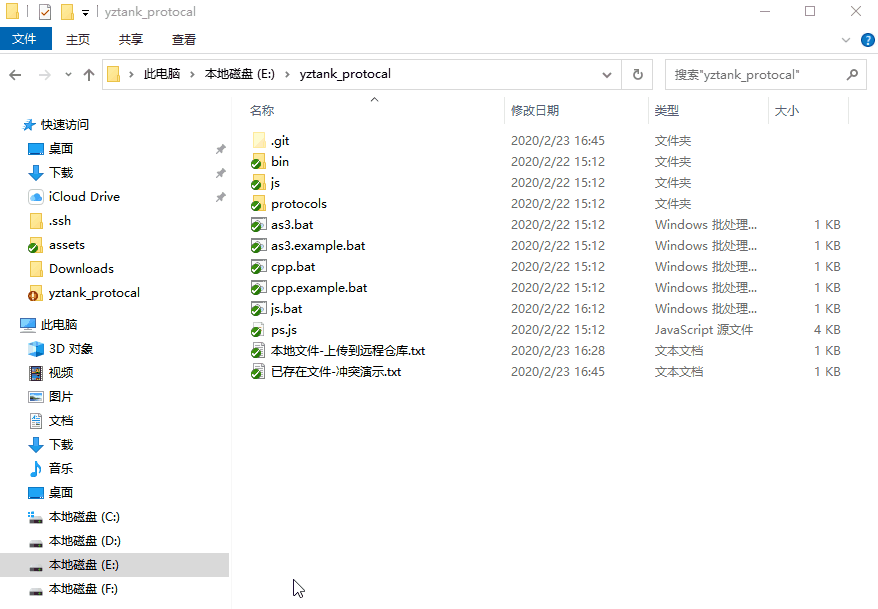 yztank_protocal
文件 主页 共享 查看
此电脑 本地磁盘 (E:) yztank_protocal 搜索"yztank_protocal"
名称 修改日期 类型 大小
快速访问
桌面
下载
iCloud Drive
.ssh
assets
Downloads
yztank_protocal
此电脑
3D 对象
视频
图片
文档
下载
音乐
桌面
本地磁盘 (C:)
本地磁盘 (D:)
本地磁盘 (E:)
本地磁盘 (F:)
.git 2020/2/23 16:45 文件夹
bin 2020/2/22 15:12 文件夹
js 2020/2/22 15:12 文件夹
protocols 2020/2/22 15:12 文件夹
as3.bat 2020/2/22 15:12 Windows 批处理... 1 KB
as3.example.bat 2020/2/22 15:12 Windows 批处理... 1 KB
cpp.bat 2020/2/22 15:12 Windows 批处理... 1 KB
cpp.example.bat 2020/2/22 15:12 Windows 批处理... 1 KB
js.bat 2020/2/22 16:12 Windows 批处理... 1 KB
ps.js 2020/2/22 15:12 JavaScript 源文件 4 KB
本地文件-上传到远程仓库.txt 2020/2/23 16:28 文本文档 1 KB
已存在文件-冲突演示.txt 2020/2/23 16:45 文本文档 1 KB